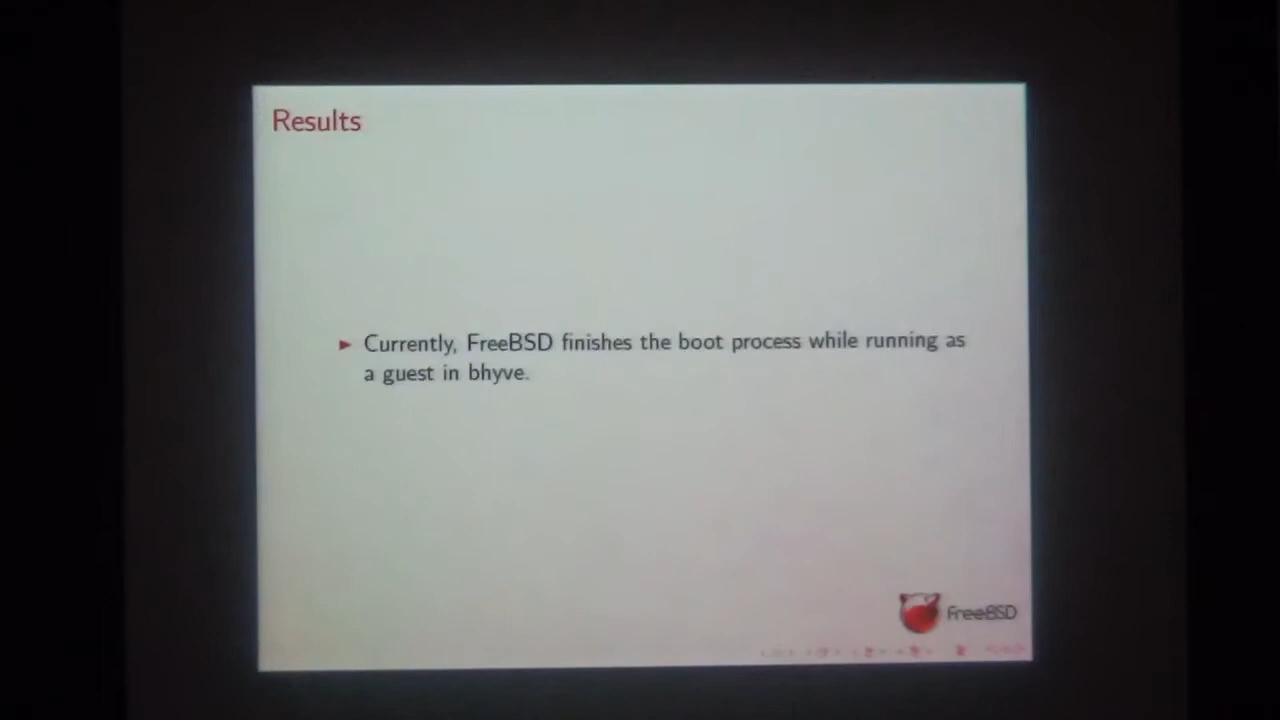 Results
Currently, FreeBSD finishes the boot process while running as
a guest in bhyve.
FreeBSD